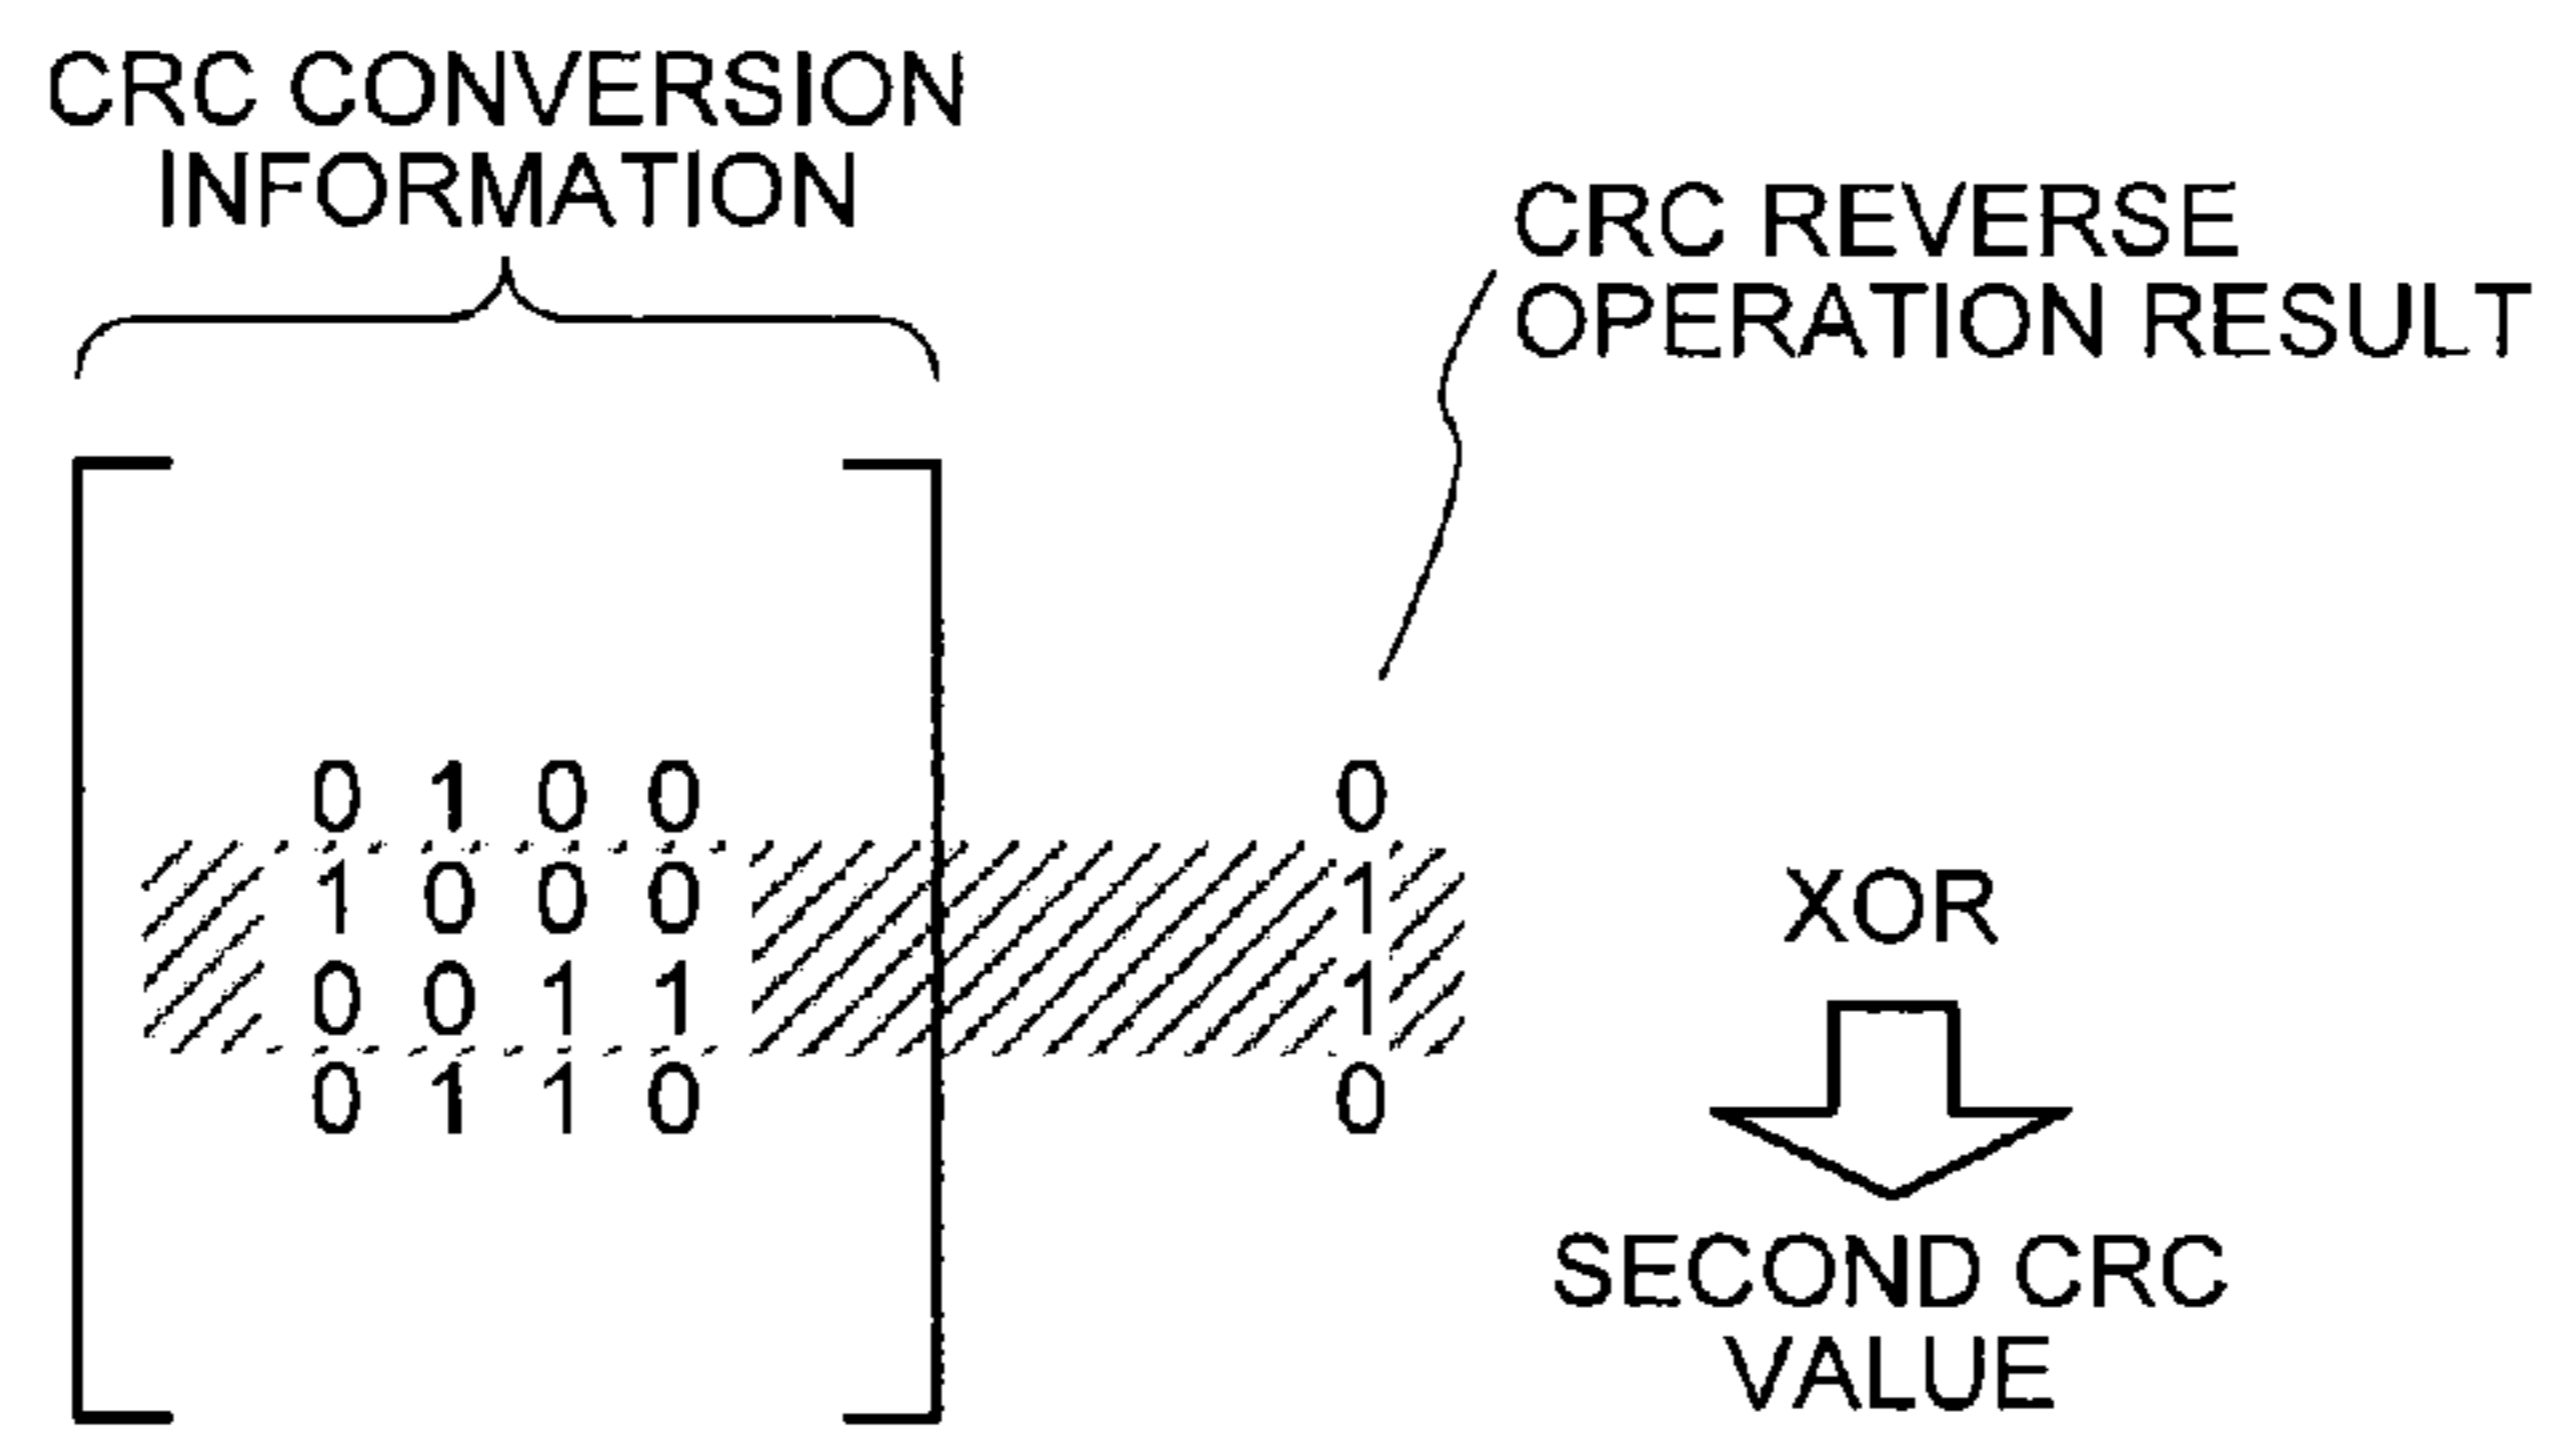 CRC CONVERSION
INFORMATION
CRC REVERSE
OPERATION RESULT
0 1 0 0 0
1 0 0 0 1
0 0 1 1 1
0 1 1 0 0
XOR
SECOND CRC
VALUE